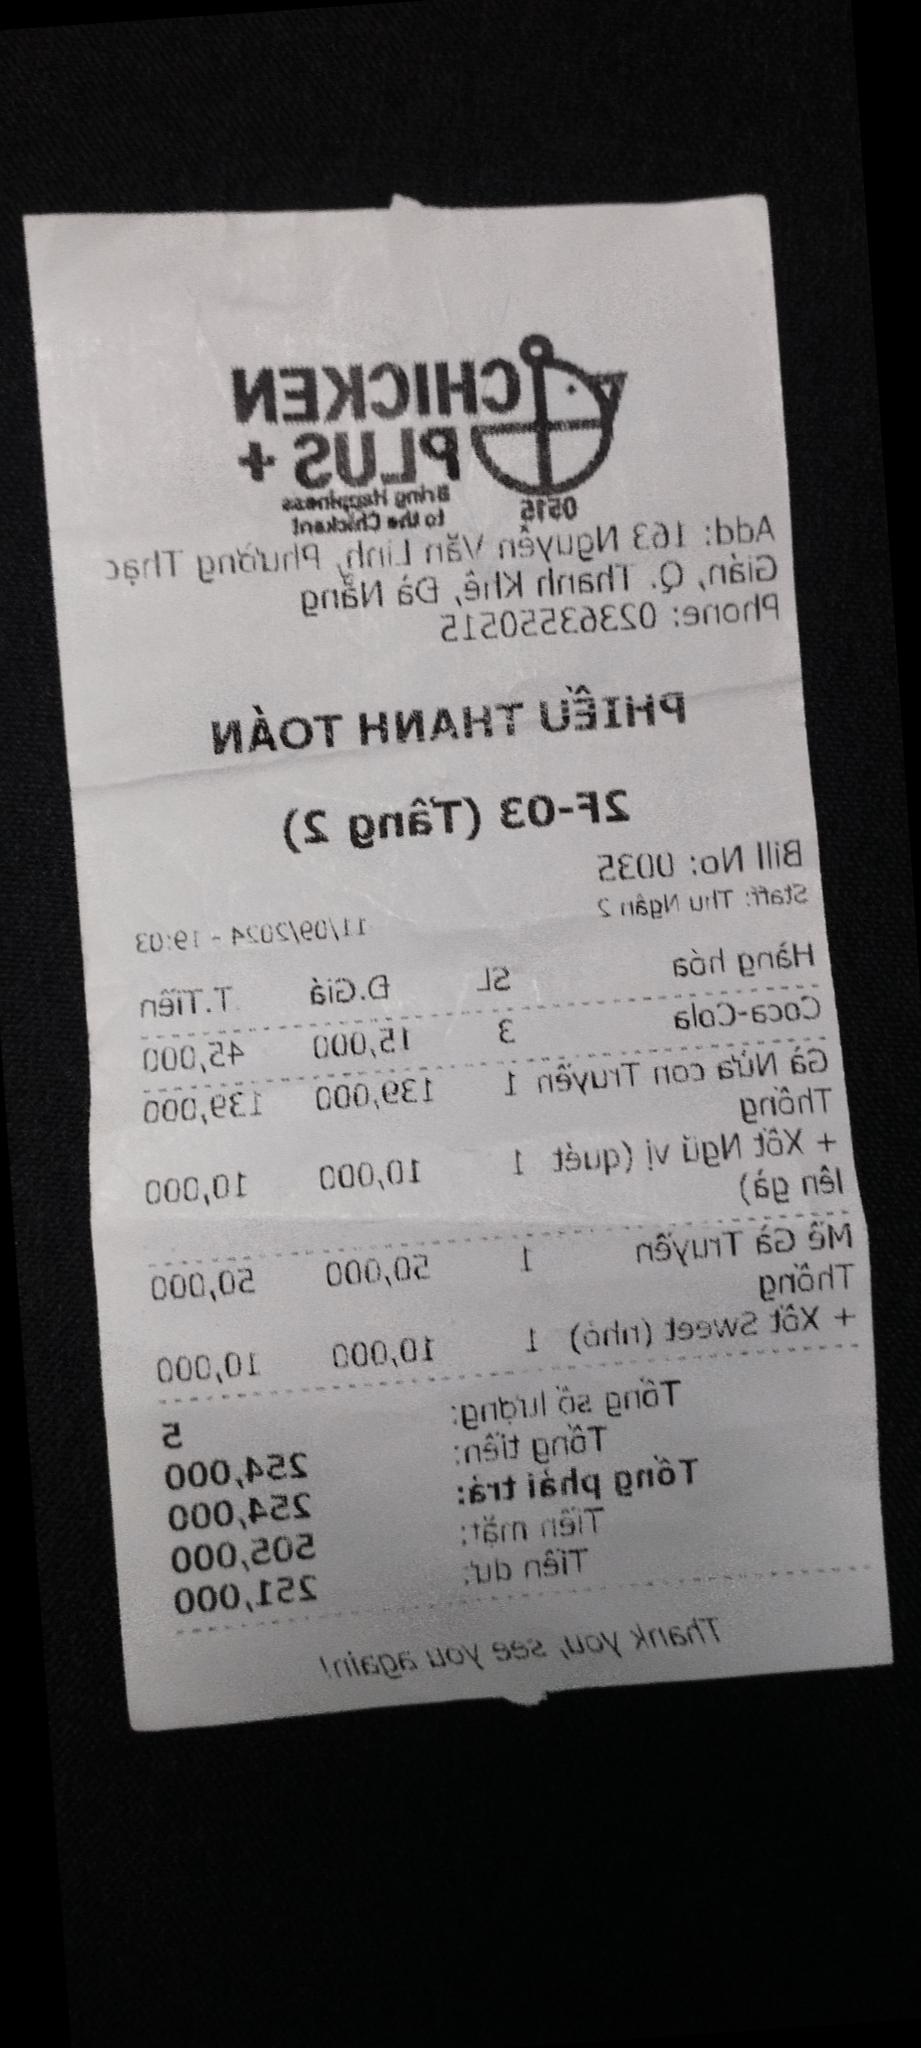 CHICKEN
PLUS +
Bring Happiness
to the Chickent
0515
Add: 163 Nguyễn Văn Linh, Phường Thạc
Gián, Q. Thanh Khê, Đà Nẵng
Phone: 02363550515
PHIẾU THANH TOÁN
2F-03 (Tầng 2)
Bill No: 0035
Staff: Thu Ngân 2
11/09/2024 - 19:03
Hàng hóa SL Đ.Giá T.Tiền
Coca-Cola 3 15,000 45,000
Gà Nửa con Truyền 1 139,000 139,000
Thống
+ Xốt Ngũ vị (quét 1 10,000 10,000
lên gà)
Mề Gà Truyền 1 50,000 50,000
Thống
+ Xốt Sweet (nhỏ) 1 10,000 10,000
Tổng số lượng: 5
Tổng tiền: 254,000
Tổng phải trả: 254,000
Tiền mặt: 505,000
Tiền dư: 251,000
Thank you, see you again!